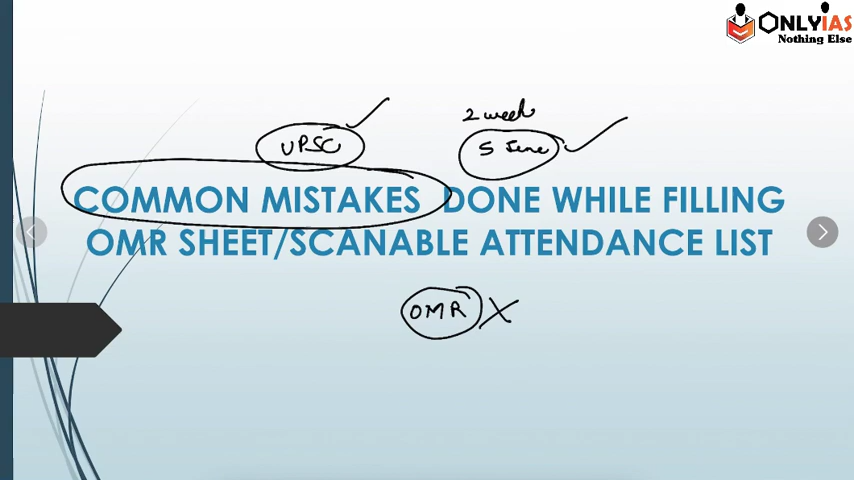 ONLYIAS
Nothing Else
2 week
UPSC
5 June
COMMON MISTAKES DONE WHILE FILLING
OMR SHEET/SCANABLE ATTENDANCE LIST
OMR X